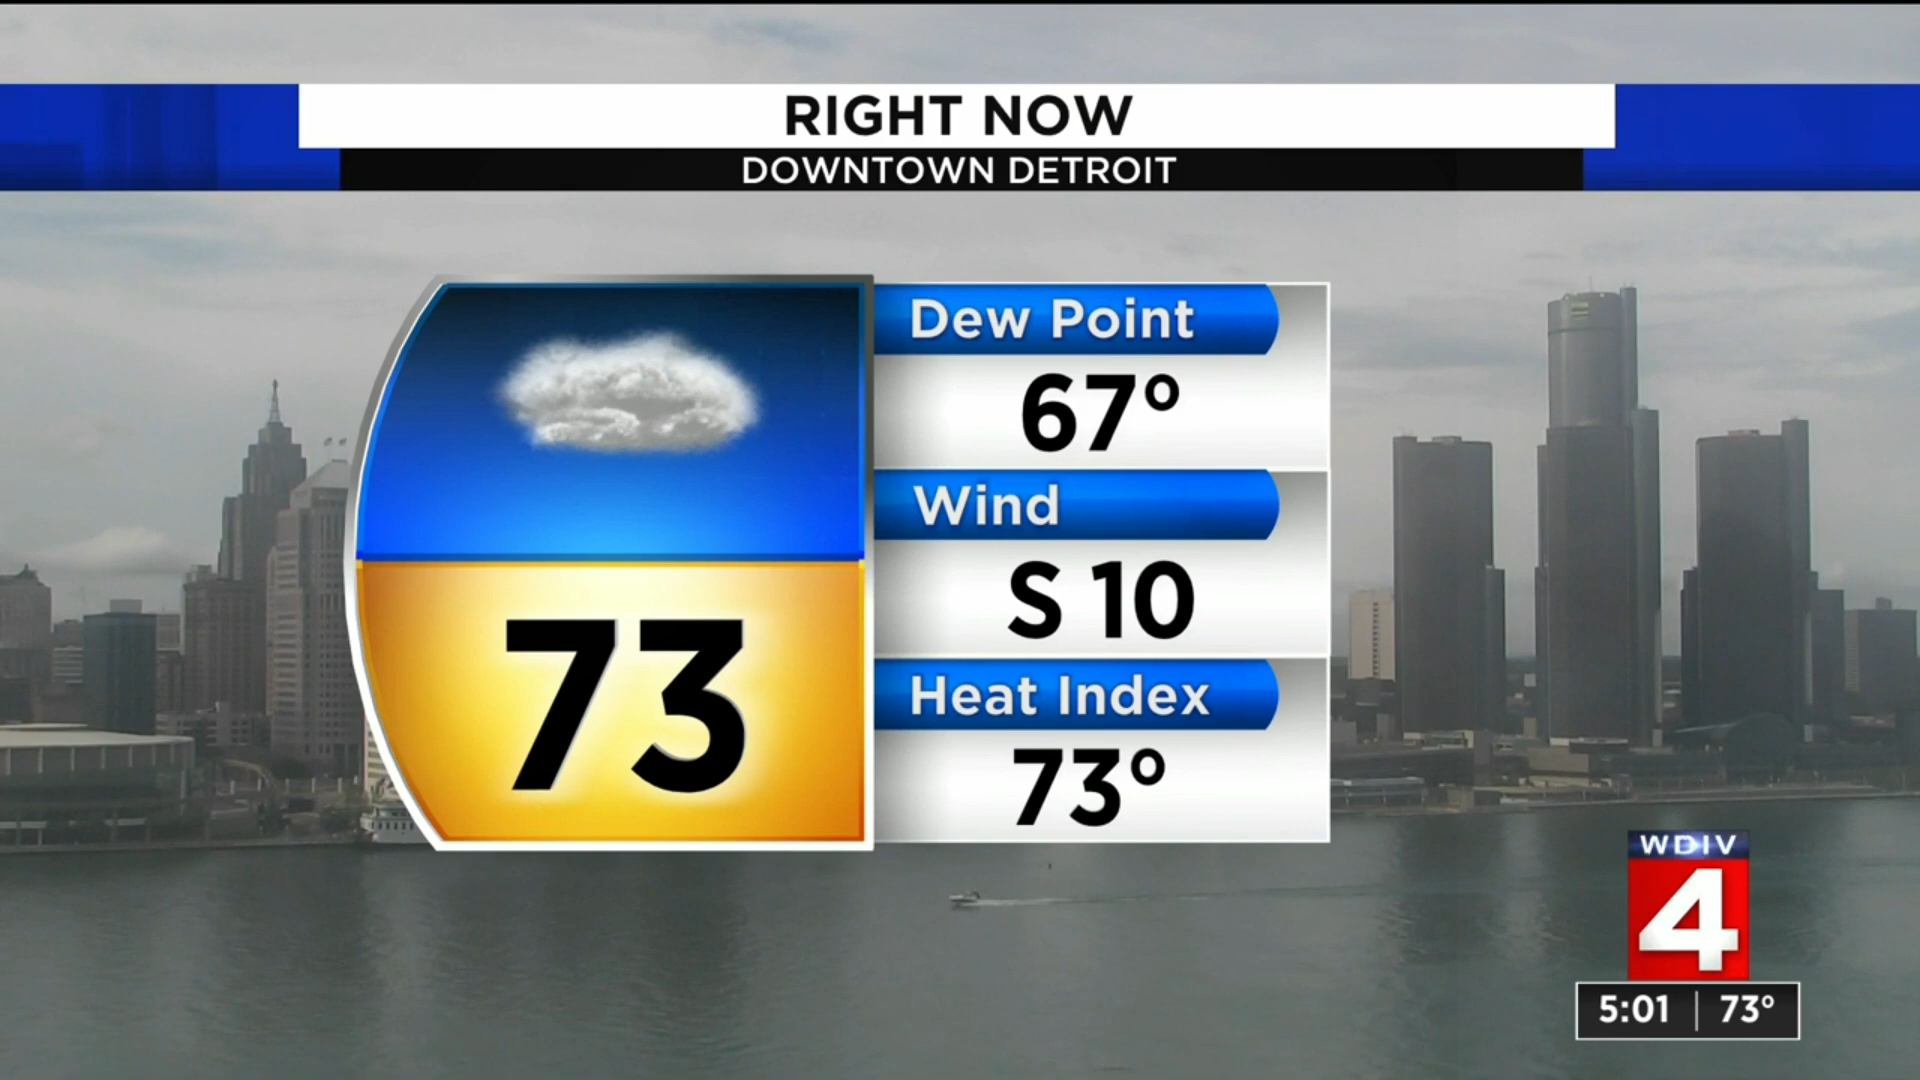 RIGHT NOW
DOWNTOWN DETROIT
73
Dew Point
67°
Wind
S 10
Heat Index
73°
WDIV
4
5:01 73°